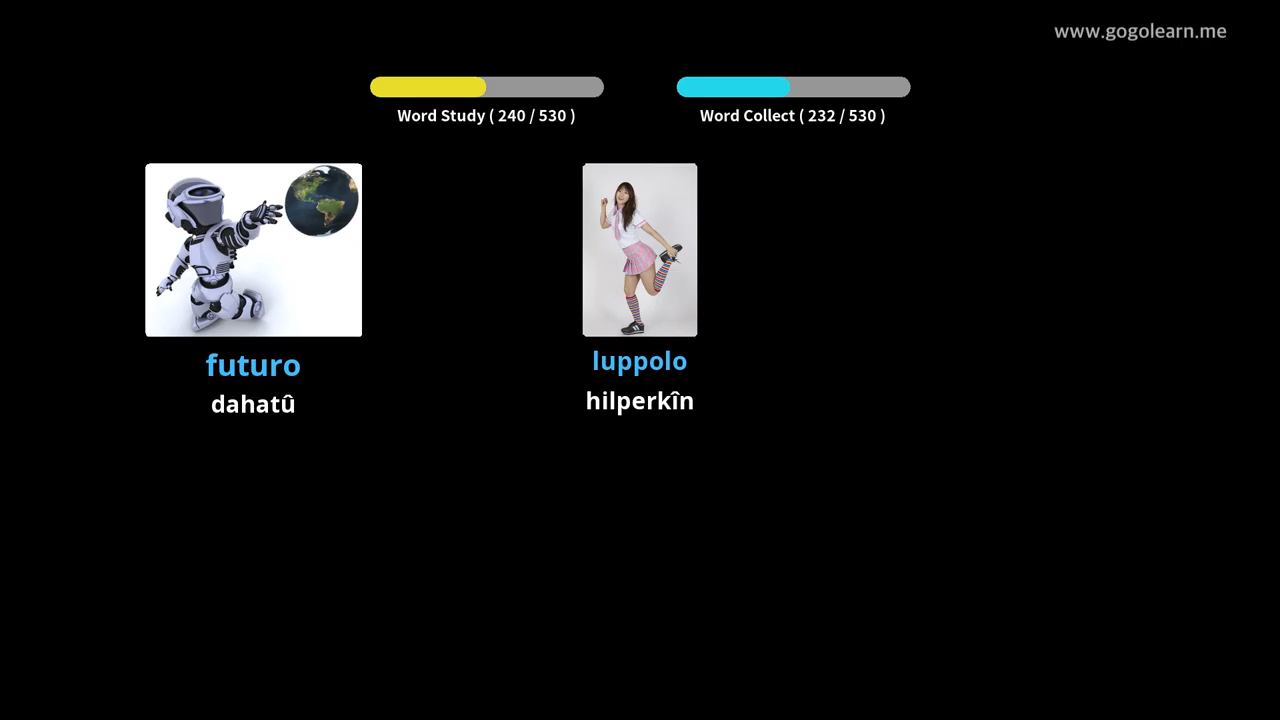 www.gogolearn.me
Word Study ( 240 / 530 )
Word Collect ( 232 / 530 )
futuro
dahatû
luppolo
hilperkîn